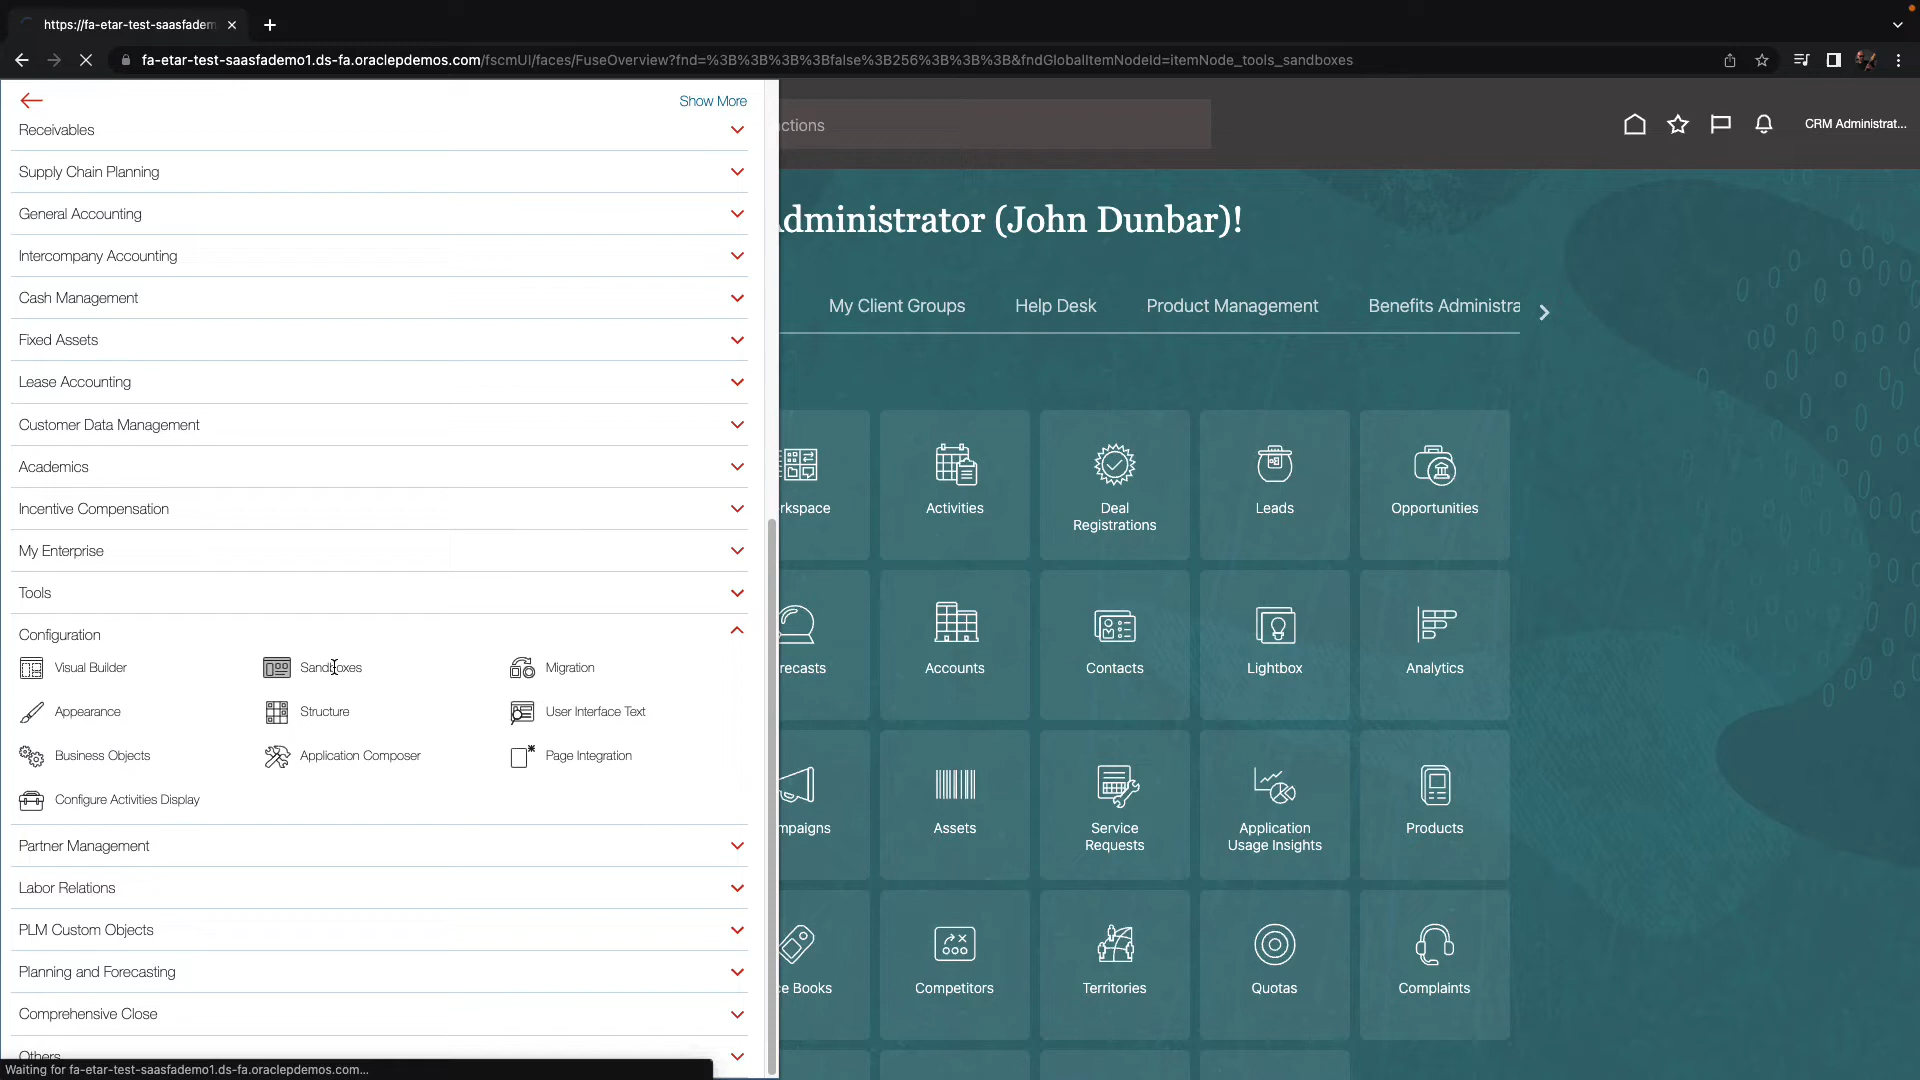 https://fa-etar-test-saasfadem
fa-etar-test-saasfademo1.ds-fa.oraclepdemos.com/fscmUI/faces/FuseOverview?fnd=%3B%3B%3B%3Bfalse%3B256%3B%3B%3B&fndGlobalItemNodeId=itemNode_tools_sandboxes
Show More
Receivables
Supply Chain Planning
General Accounting
Intercompany Accounting
Cash Management
Fixed Assets
Lease Accounting
Customer Data Management
Academics
Incentive Compensation
My Enterprise
Tools
Configuration
Visual Builder
Sandboxes
Migration
Appearance
Structure
User Interface Text
Business Objects
Application Composer
Page Integration
Configure Activities Display
Partner Management
Labor Relations
PLM Custom Objects
Planning and Forecasting
Comprehensive Close
Others
Waiting for fa-etar-test-saasfademo1.ds-fa.oraclepdemos.com...
ctions
CRM Administrat...
dministrator (John Dunbar)!
My Client Groups
Help Desk
Product Management
Benefits Administra
rkspace
Activities
Deal
Registrations
Leads
Opportunities
recasts
Accounts
Contacts
Lightbox
Analytics
mpaigns
Assets
Service
Requests
Application
Usage Insights
Products
ce Books
Competitors
Territories
Quotas
Complaints